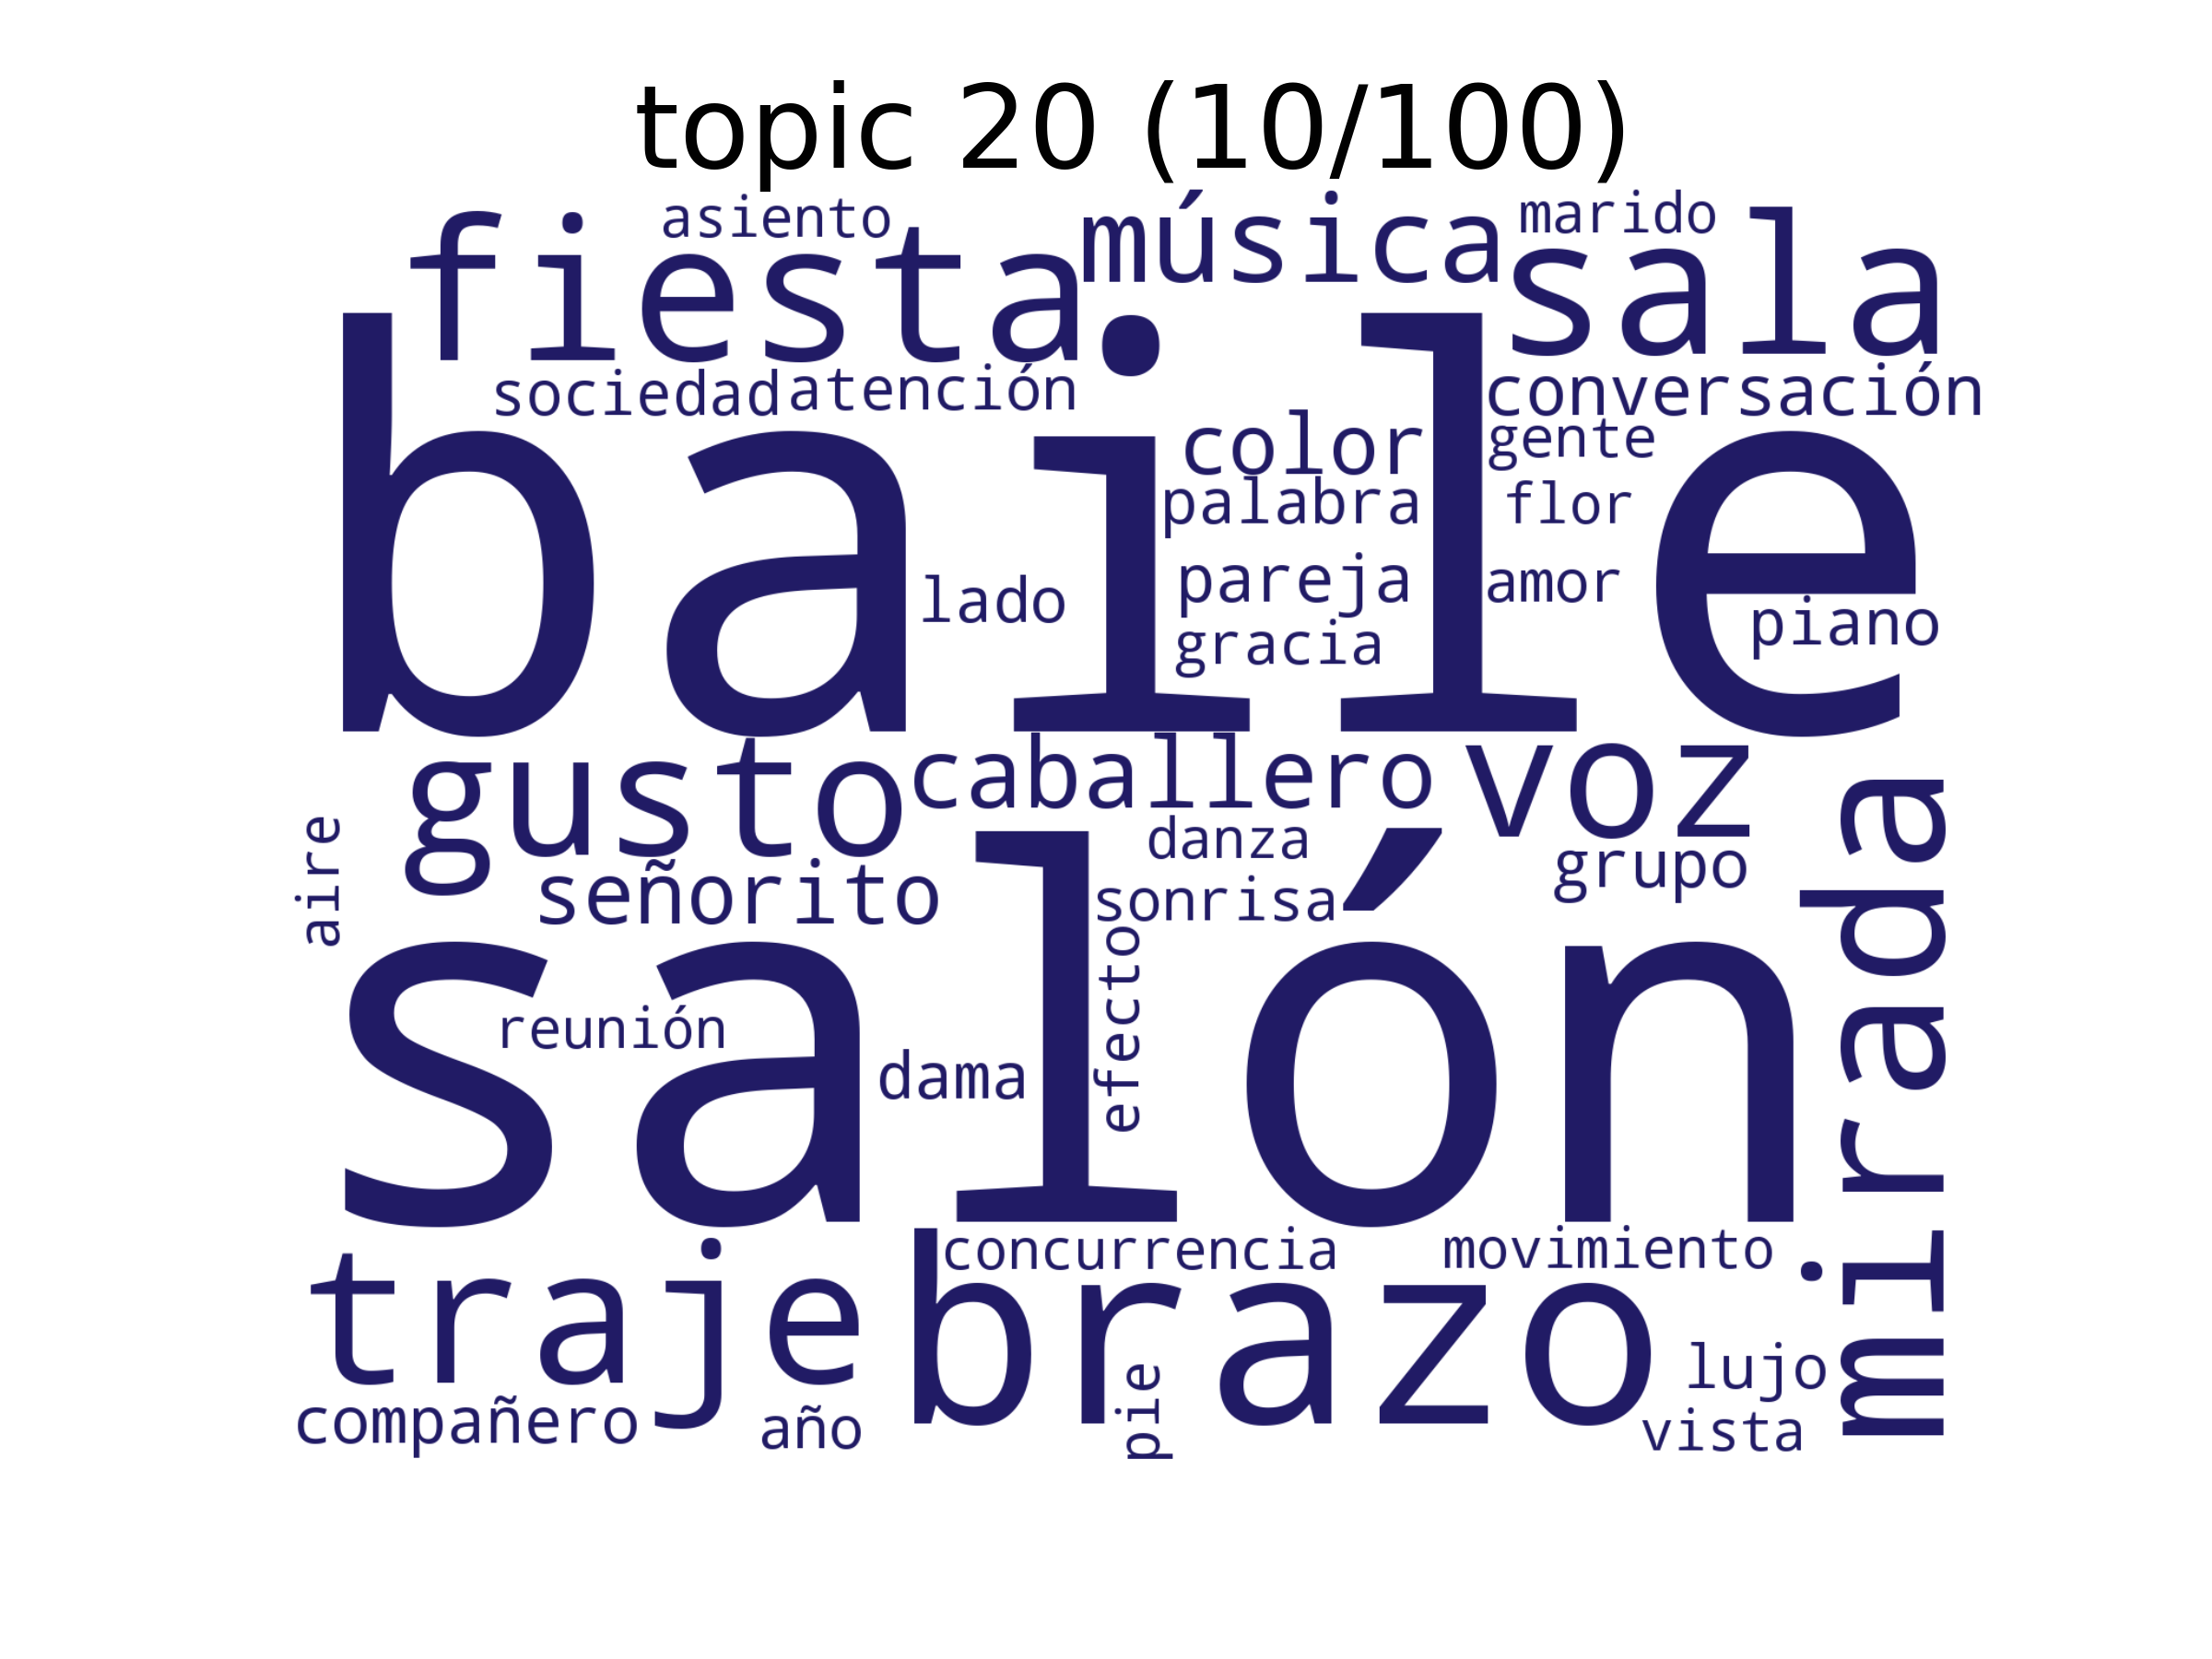 topic 20 (10/100)
fiesta
asiento
música
marido
sala
sociedad
atención
conversación
baile
color
gente
palabra
flor
lado
pareja
amor
gracia
piano
gusto
caballero
voz
aire
señorito
danza
sonrisa
grupo
mirada
salón
reunión
dama
efecto
traje
concurrencia
movimiento
brazo
compañero
año
pie
lujo
vista